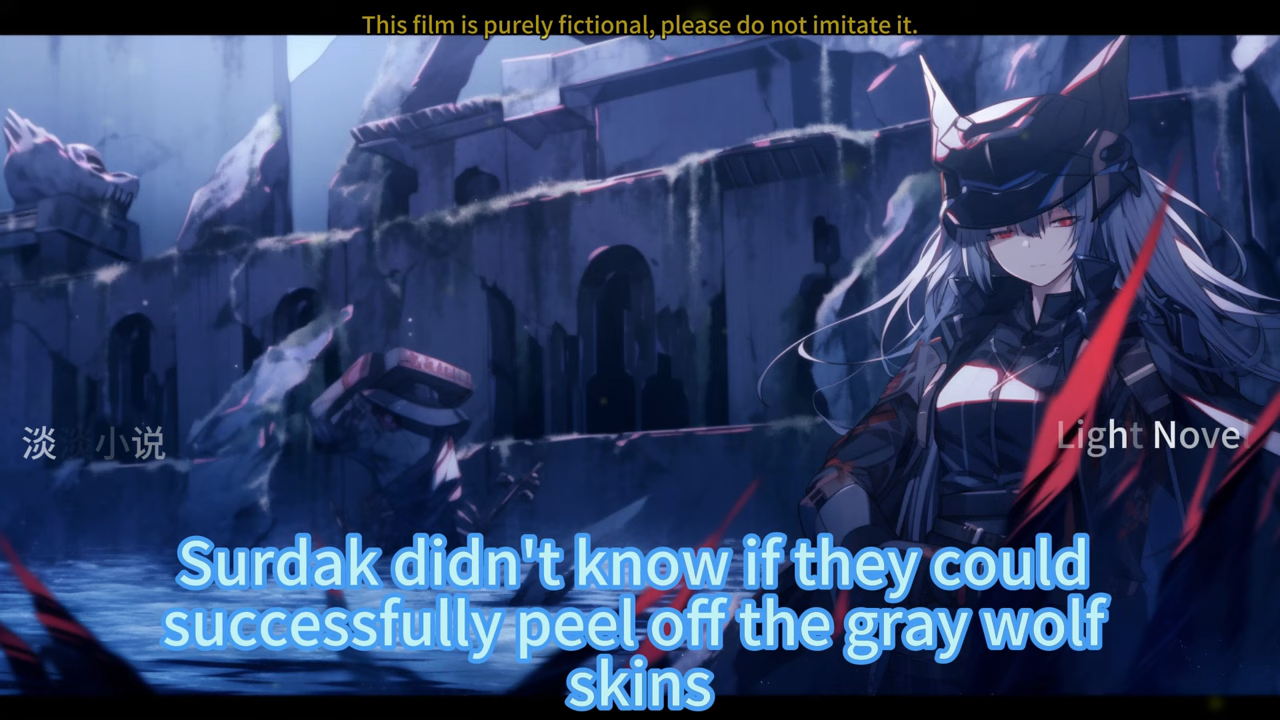 This film is purely fictional, please do not imitate it.
淡淡小说
Light Novel
Surdak didn't know if they could
successfully peel off the gray wolf
skins